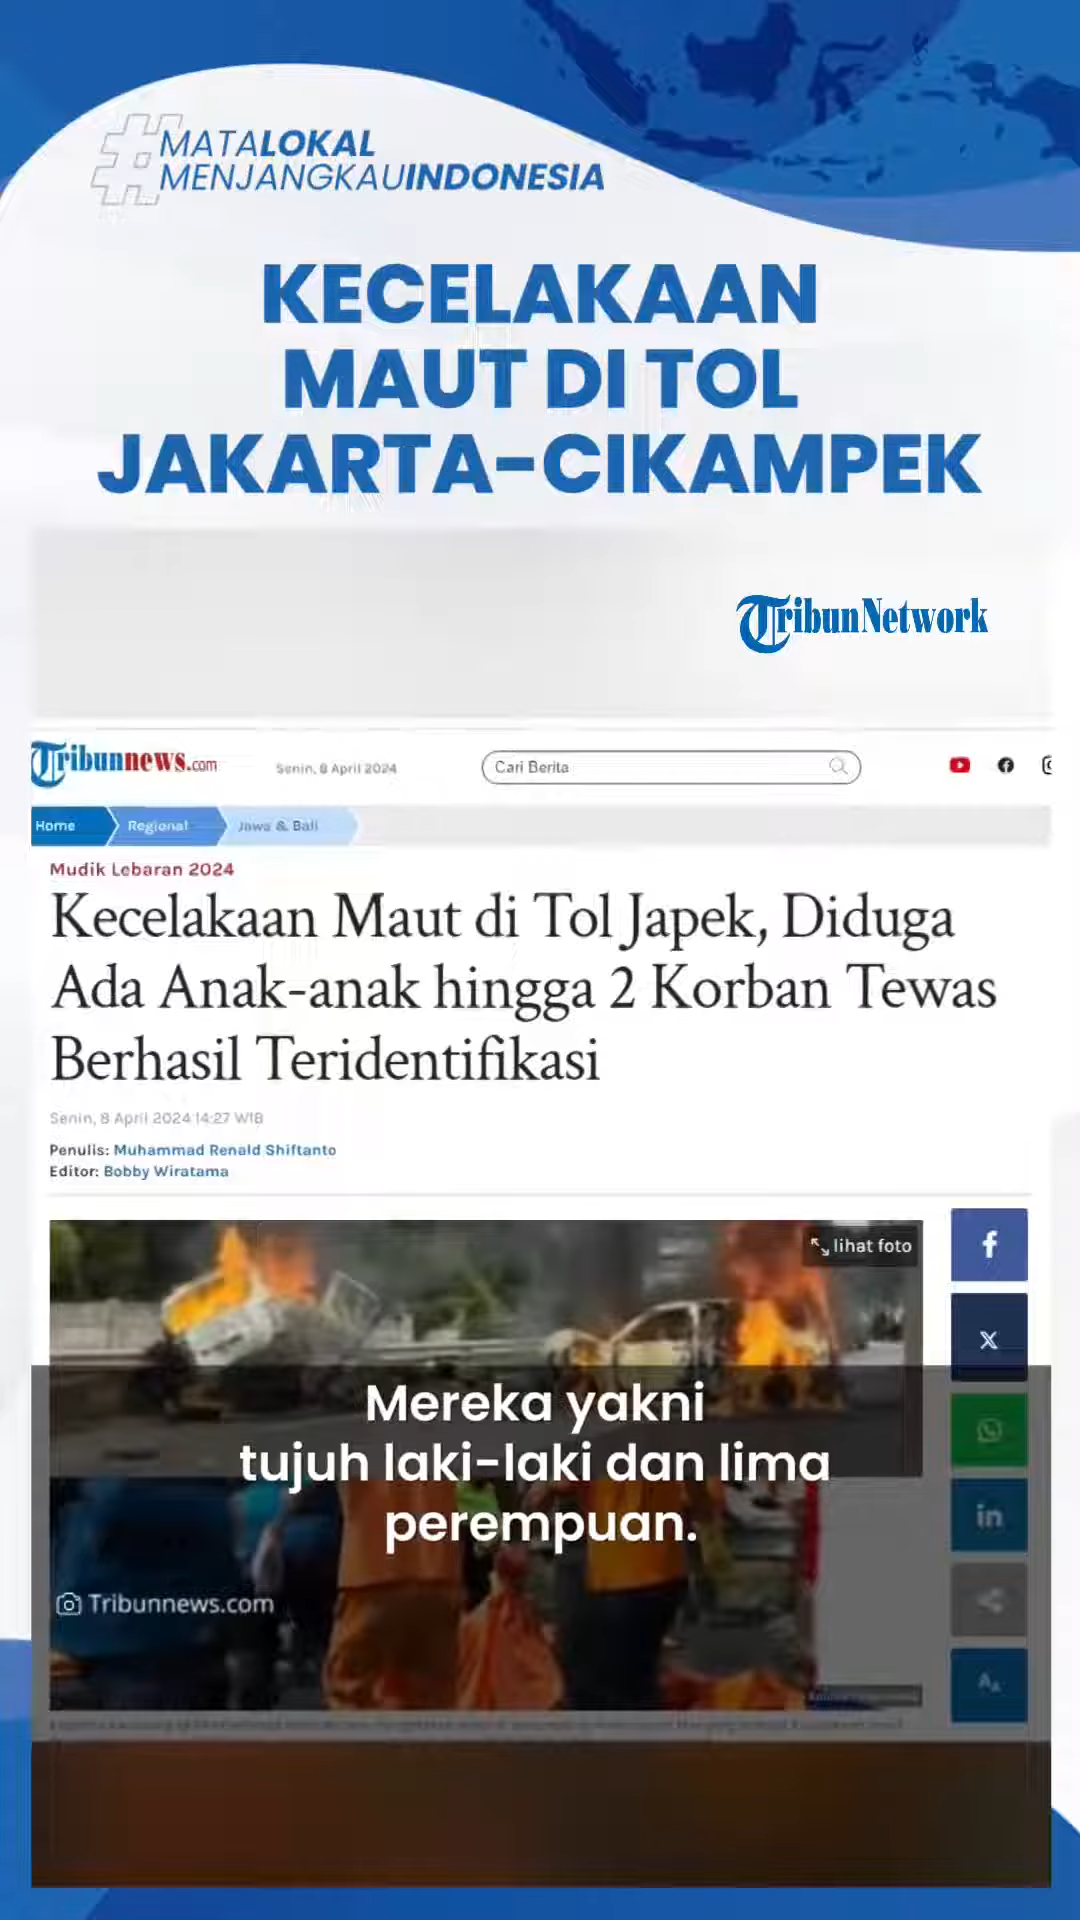 #MATALOKAL
MENJANGKAUINDONESIA
KECELAKAAN
MAUT DI TOL
JAKARTA-CIKAMPEK
TribunNetwork
Tribunnews.com
Senin, 8 April 2024
Cari Berita
Home
Regional
Jawa & Bali
Mudik Lebaran 2024
Kecelakaan Maut di Tol Japek, Diduga
Ada Anak-anak hingga 2 Korban Tewas
Berhasil Teridentifikasi
Senin, 8 April 2024 14:27 WIB
Penulis: Muhammad Renald Shiftanto
Editor: Bobby Wiratama
lihat foto
Mereka yakni
tujuh laki-laki dan lima
perempuan.
Tribunnews.com